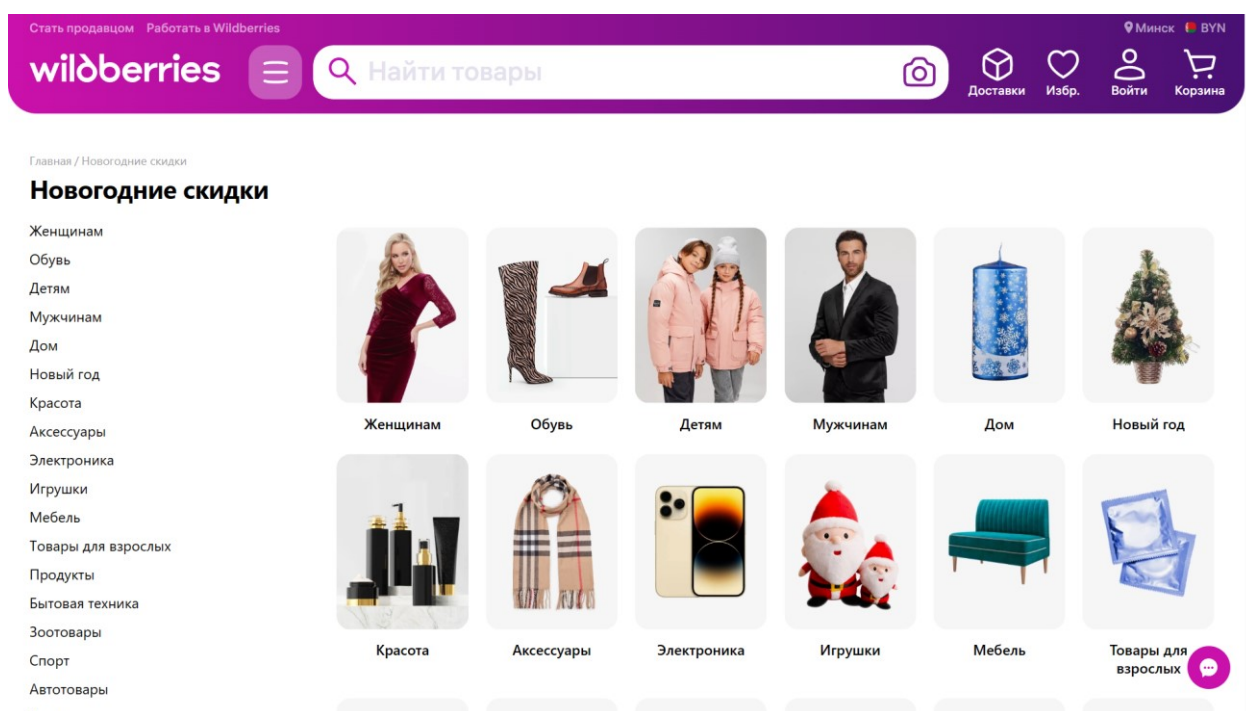 Стать продавцом Работать в Wildberries
Минск BYN
wildberries
Найти товары
Доставки Избр. Войти Корзина
Главная / Новогодние скидки
Новогодние скидки
Женщинам
Обувь
Детям
Мужчинам
Дом
Новый год
Красота
Аксессуары
Электроника
Игрушки
Мебель
Товары для взрослых
Продукты
Бытовая техника
Зоотовары
Спорт
Автотовары
Женщинам Обувь Детям Мужчинам Дом Новый год
Красота Аксессуары Электроника Игрушки Мебель Товары для
взрослых